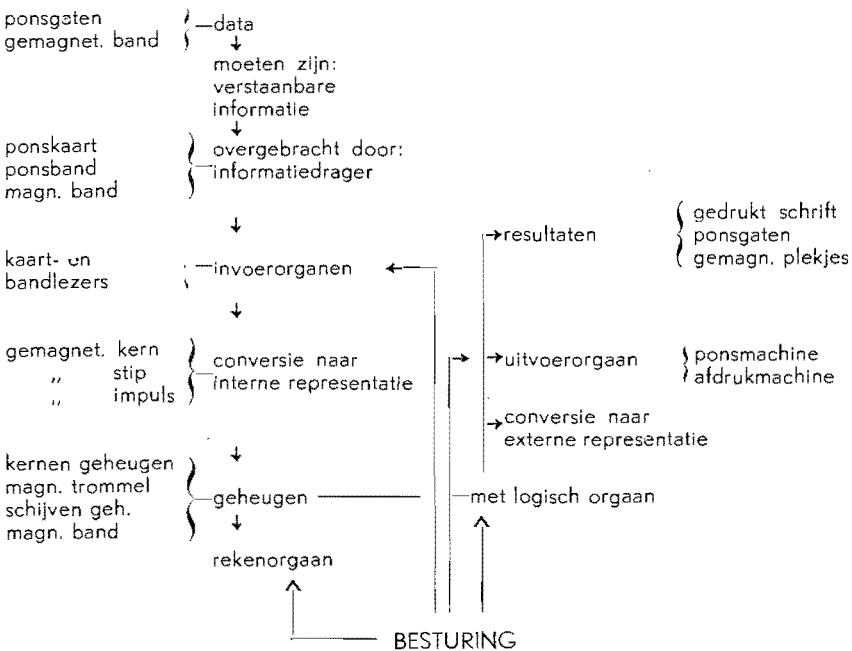 ponsgaten
gemagnet. band
data
moeten zijn:
verstaanbare
informatie
ponskaart
ponsband
magn. band
overgebracht door:
informatiedrager
kaart- en
bandlezers
invoerorganen
gemagnet. kern
,, stip
,, impuls
conversie naar
interne representatie
kernen geheugen
magn. trommel
schijven geh.
magn. band
geheugen
rekenorgaan
resultaten
gedrukt schrift
ponsgaten
gemagn. plekjes
uitvoerorgaan
ponsmachine
afdrukmachine
conversie naar
externe representatie
met logisch orgaan
BESTURING